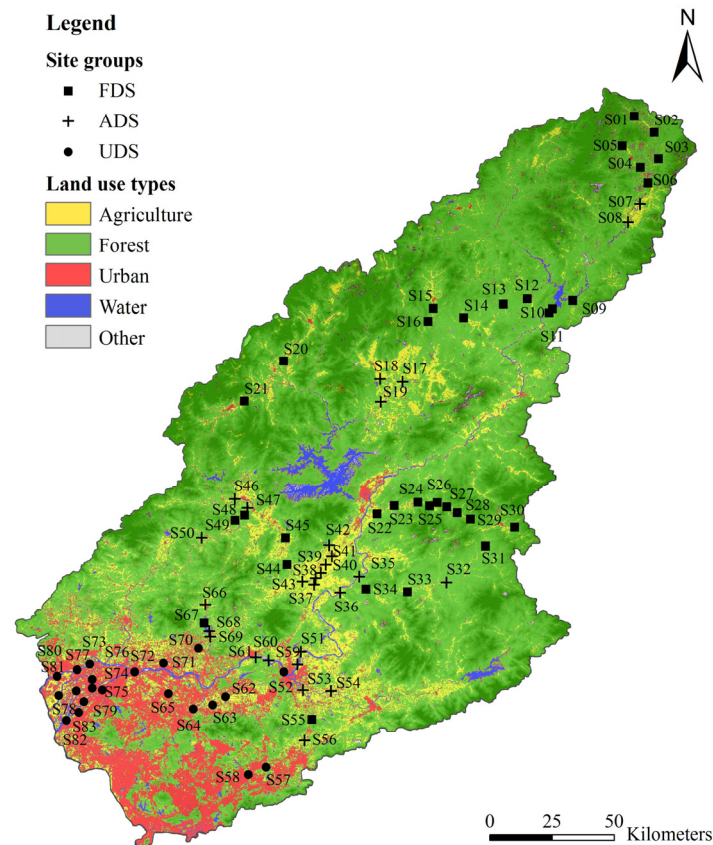 Legend
Site groups
FDS
ADS
UDS
Land use types
Agriculture
Forest
Urban
Water
Other
N
S01
S02
S05
S03
S04
S06
S07
S08
S12
S13
S15
S14
S10
S09
S16
S11
S20
S18
S17
S19
S21
S46
S47
S48
S49
S50
S24
S26
S27
S22
S23
S25
S28
S29
S30
S31
S45
S42
S41
S39
S40
S44
S38
S43
S37
S35
S36
S34
S33
S32
S66
S67
S68
S69
S70
S51
S60
S59
S61
S80
S73
S77
S76
S72
S71
S81
S74
S52
S53
S54
S75
S65
S62
S78
S79
S64
S63
S83
S82
S55
S56
S58
S57
0
25
50
Kilometers